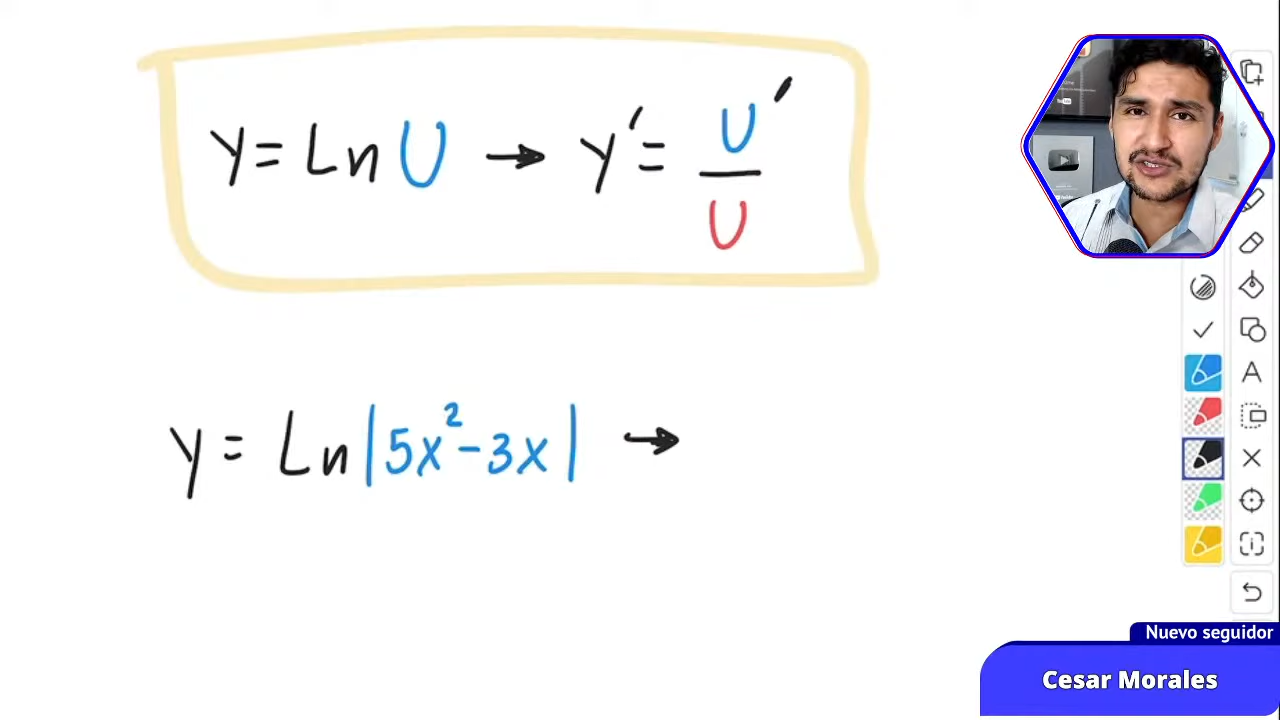 y = Ln U → y' = U' / U
y = Ln |5x² - 3x| →
Nuevo seguidor
Cesar Morales